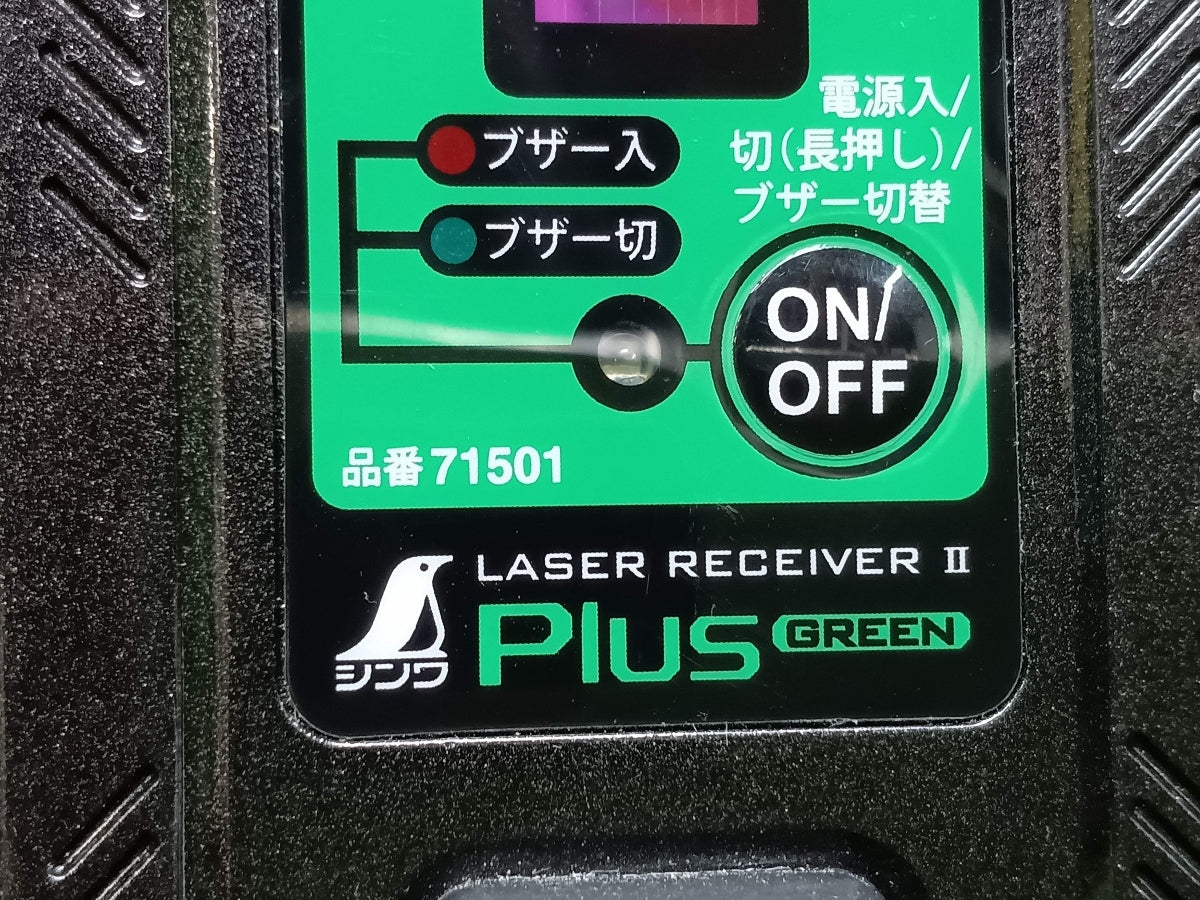 電源入/
切(長押し)/
ブザー切替
ブザー入
ブザー切
ON/
OFF
品番71501
LASER RECEIVER II
Plus GREEN
シンワ